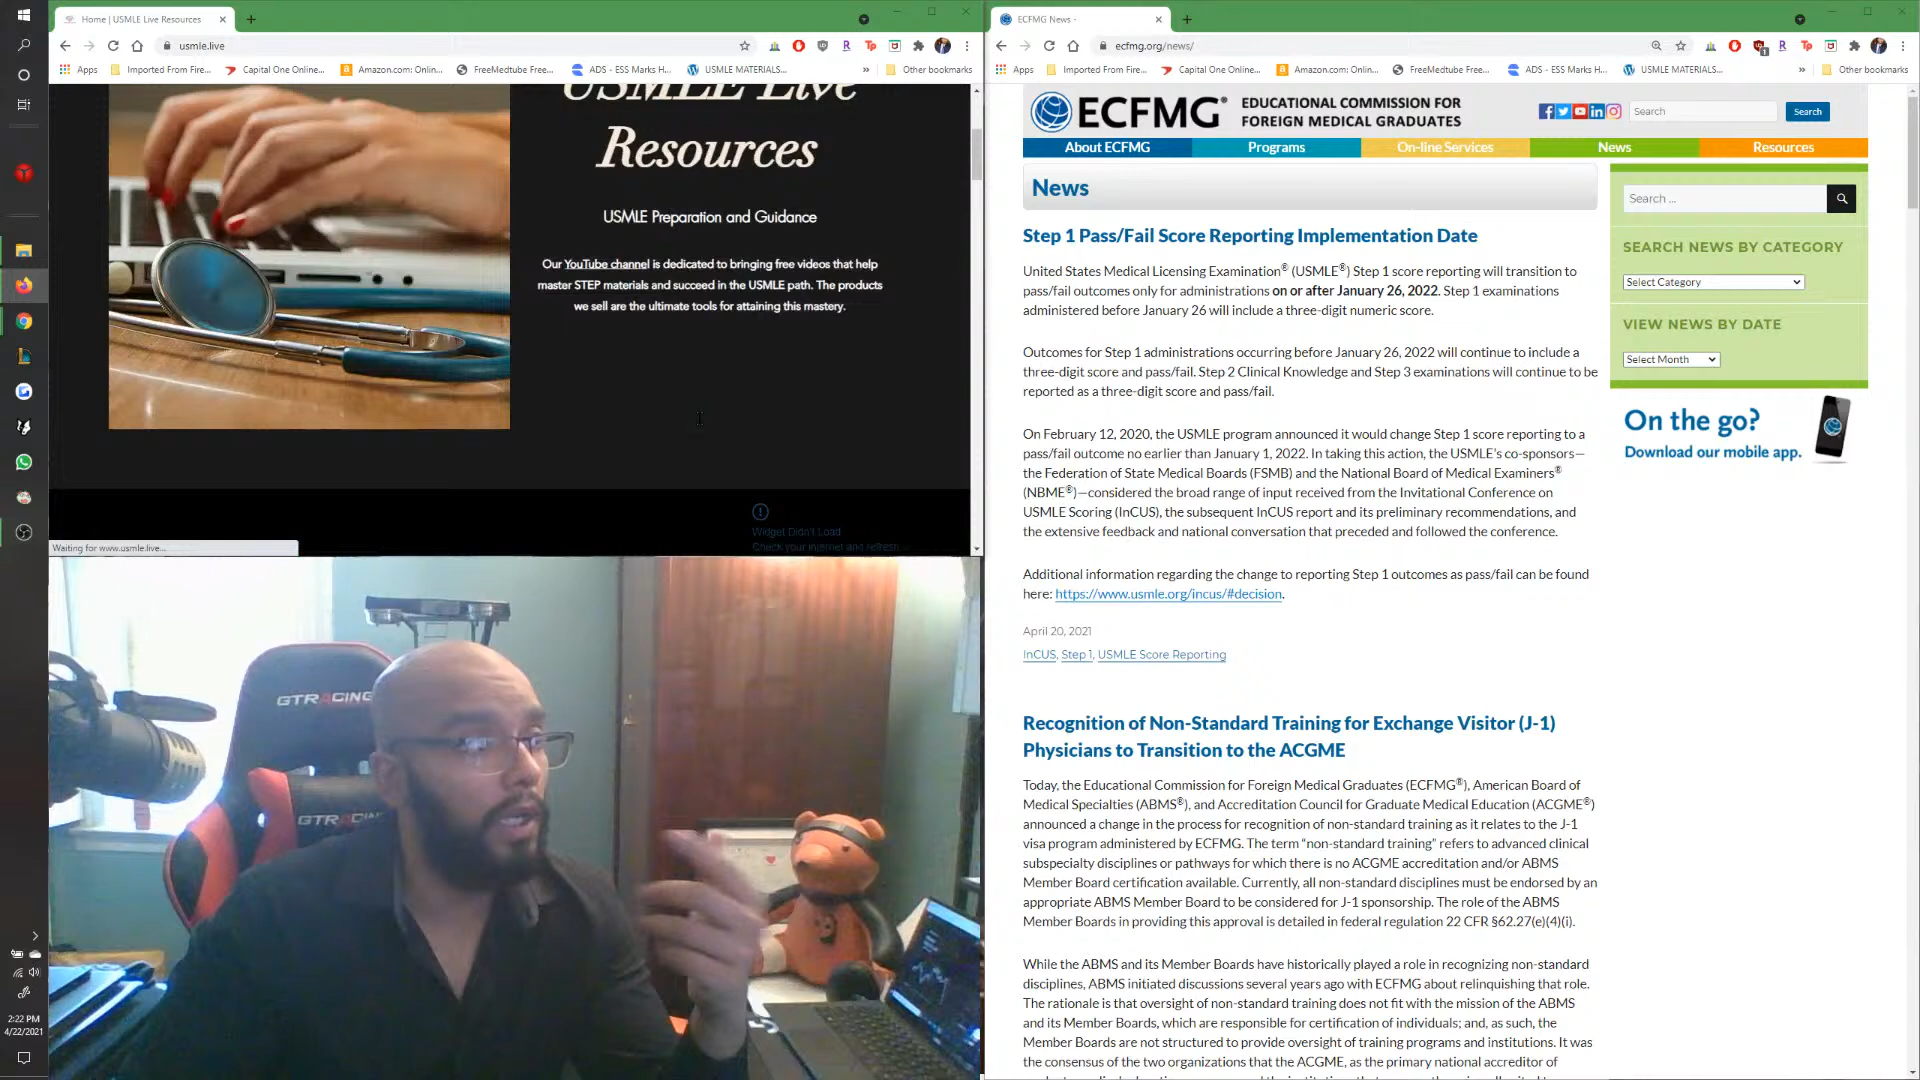 Home | USMLE Live Resources
usmle.live
Apps
Imported From Fire...
Capital One Online...
Amazon.com: Onlin...
FreeMedtube Free...
ADS - ESS Marks H...
USMLE MATERIALS...
Other bookmarks
USMLE Live
Resources
USMLE Preparation and Guidance
Our YouTube channel is dedicated to bringing free videos that help
master STEP materials and succeed in the USMLE path. The products
we sell are the ultimate tools for attaining this mastery.
Widget Didn't Load
Check your internet and refresh
Waiting for www.usmle.live...
GTRACING
GTRACING
2:22 PM
4/22/2021
ECFMG News -
ecfmg.org/news/
Apps
Imported From Fire...
Capital One Online...
Amazon.com: Onlin...
FreeMedtube Free...
ADS - ESS Marks H...
USMLE MATERIALS...
Other bookmarks
ECFMG®
EDUCATIONAL COMMISSION FOR
FOREIGN MEDICAL GRADUATES
Search
Search
About ECFMG
Programs
On-line Services
News
Resources
News
Step 1 Pass/Fail Score Reporting Implementation Date
United States Medical Licensing Examination® (USMLE®) Step 1 score reporting will transition to
pass/fail outcomes only for administrations on or after January 26, 2022. Step 1 examinations
administered before January 26 will include a three-digit numeric score.
Outcomes for Step 1 administrations occurring before January 26, 2022 will continue to include a
three-digit score and pass/fail. Step 2 Clinical Knowledge and Step 3 examinations will continue to be
reported as a three-digit score and pass/fail.
On February 12, 2020, the USMLE program announced it would change Step 1 score reporting to a
pass/fail outcome no earlier than January 1, 2022. In taking this action, the USMLE's co-sponsors—
the Federation of State Medical Boards (FSMB) and the National Board of Medical Examiners®
(NBME®)—considered the broad range of input received from the Invitational Conference on
USMLE Scoring (InCUS), the subsequent InCUS report and its preliminary recommendations, and
the extensive feedback and national conversation that preceded and followed the conference.
Additional information regarding the change to reporting Step 1 outcomes as pass/fail can be found
here: https://www.usmle.org/incus/#decision.
April 20, 2021
InCUS, Step 1, USMLE Score Reporting
Recognition of Non-Standard Training for Exchange Visitor (J-1)
Physicians to Transition to the ACGME
Today, the Educational Commission for Foreign Medical Graduates (ECFMG®), American Board of
Medical Specialties (ABMS®), and Accreditation Council for Graduate Medical Education (ACGME®)
announced a change in the process for recognition of non-standard training as it relates to the J-1
visa program administered by ECFMG. The term "non-standard training" refers to advanced clinical
subspecialty disciplines or pathways for which there is no ACGME accreditation and/or ABMS
Member Board certification available. Currently, all non-standard disciplines must be endorsed by an
appropriate ABMS Member Board to be considered for J-1 sponsorship. The role of the ABMS
Member Boards in providing this approval is detailed in federal regulation 22 CFR §62.27(e)(4)(i).
While the ABMS and its Member Boards have historically played a role in recognizing non-standard
disciplines, ABMS initiated discussions several years ago with ECFMG about relinquishing that role.
The rationale is that oversight of non-standard training does not fit with the mission of the ABMS
and its Member Boards, which are responsible for certification of individuals; and, as such, the
Member Boards are not structured to provide oversight of training programs and institutions. It was
the consensus of the two organizations that the ACGME, as the primary national accreditor of
Search ...
SEARCH NEWS BY CATEGORY
Select Category
VIEW NEWS BY DATE
Select Month
On the go?
Download our mobile app.